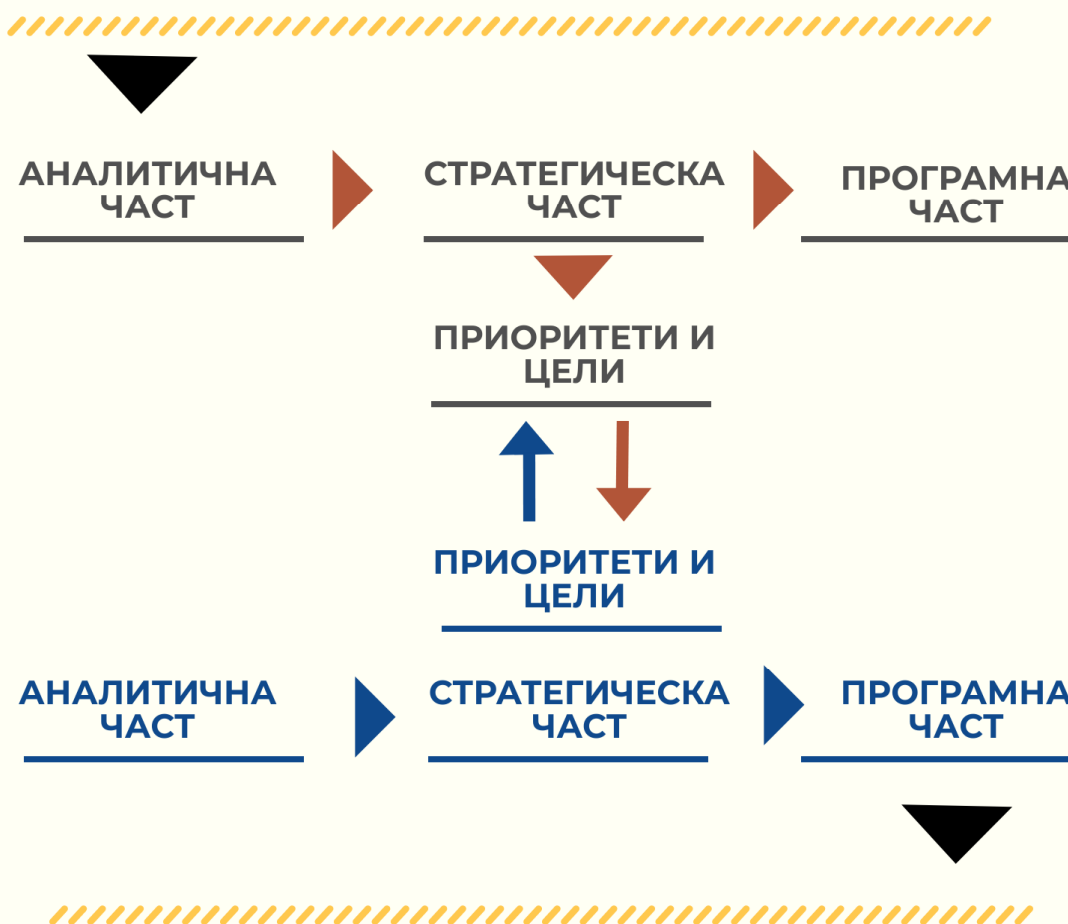 АНАЛИТИЧНА
ЧАСТ
СТРАТЕГИЧЕСКА
ЧАСТ
ПРОГРАМНА
ЧАСТ
ПРИОРИТЕТИ И
ЦЕЛИ
ПРИОРИТЕТИ И
ЦЕЛИ
АНАЛИТИЧНА
ЧАСТ
СТРАТЕГИЧЕСКА
ЧАСТ
ПРОГРАМНА
ЧАСТ